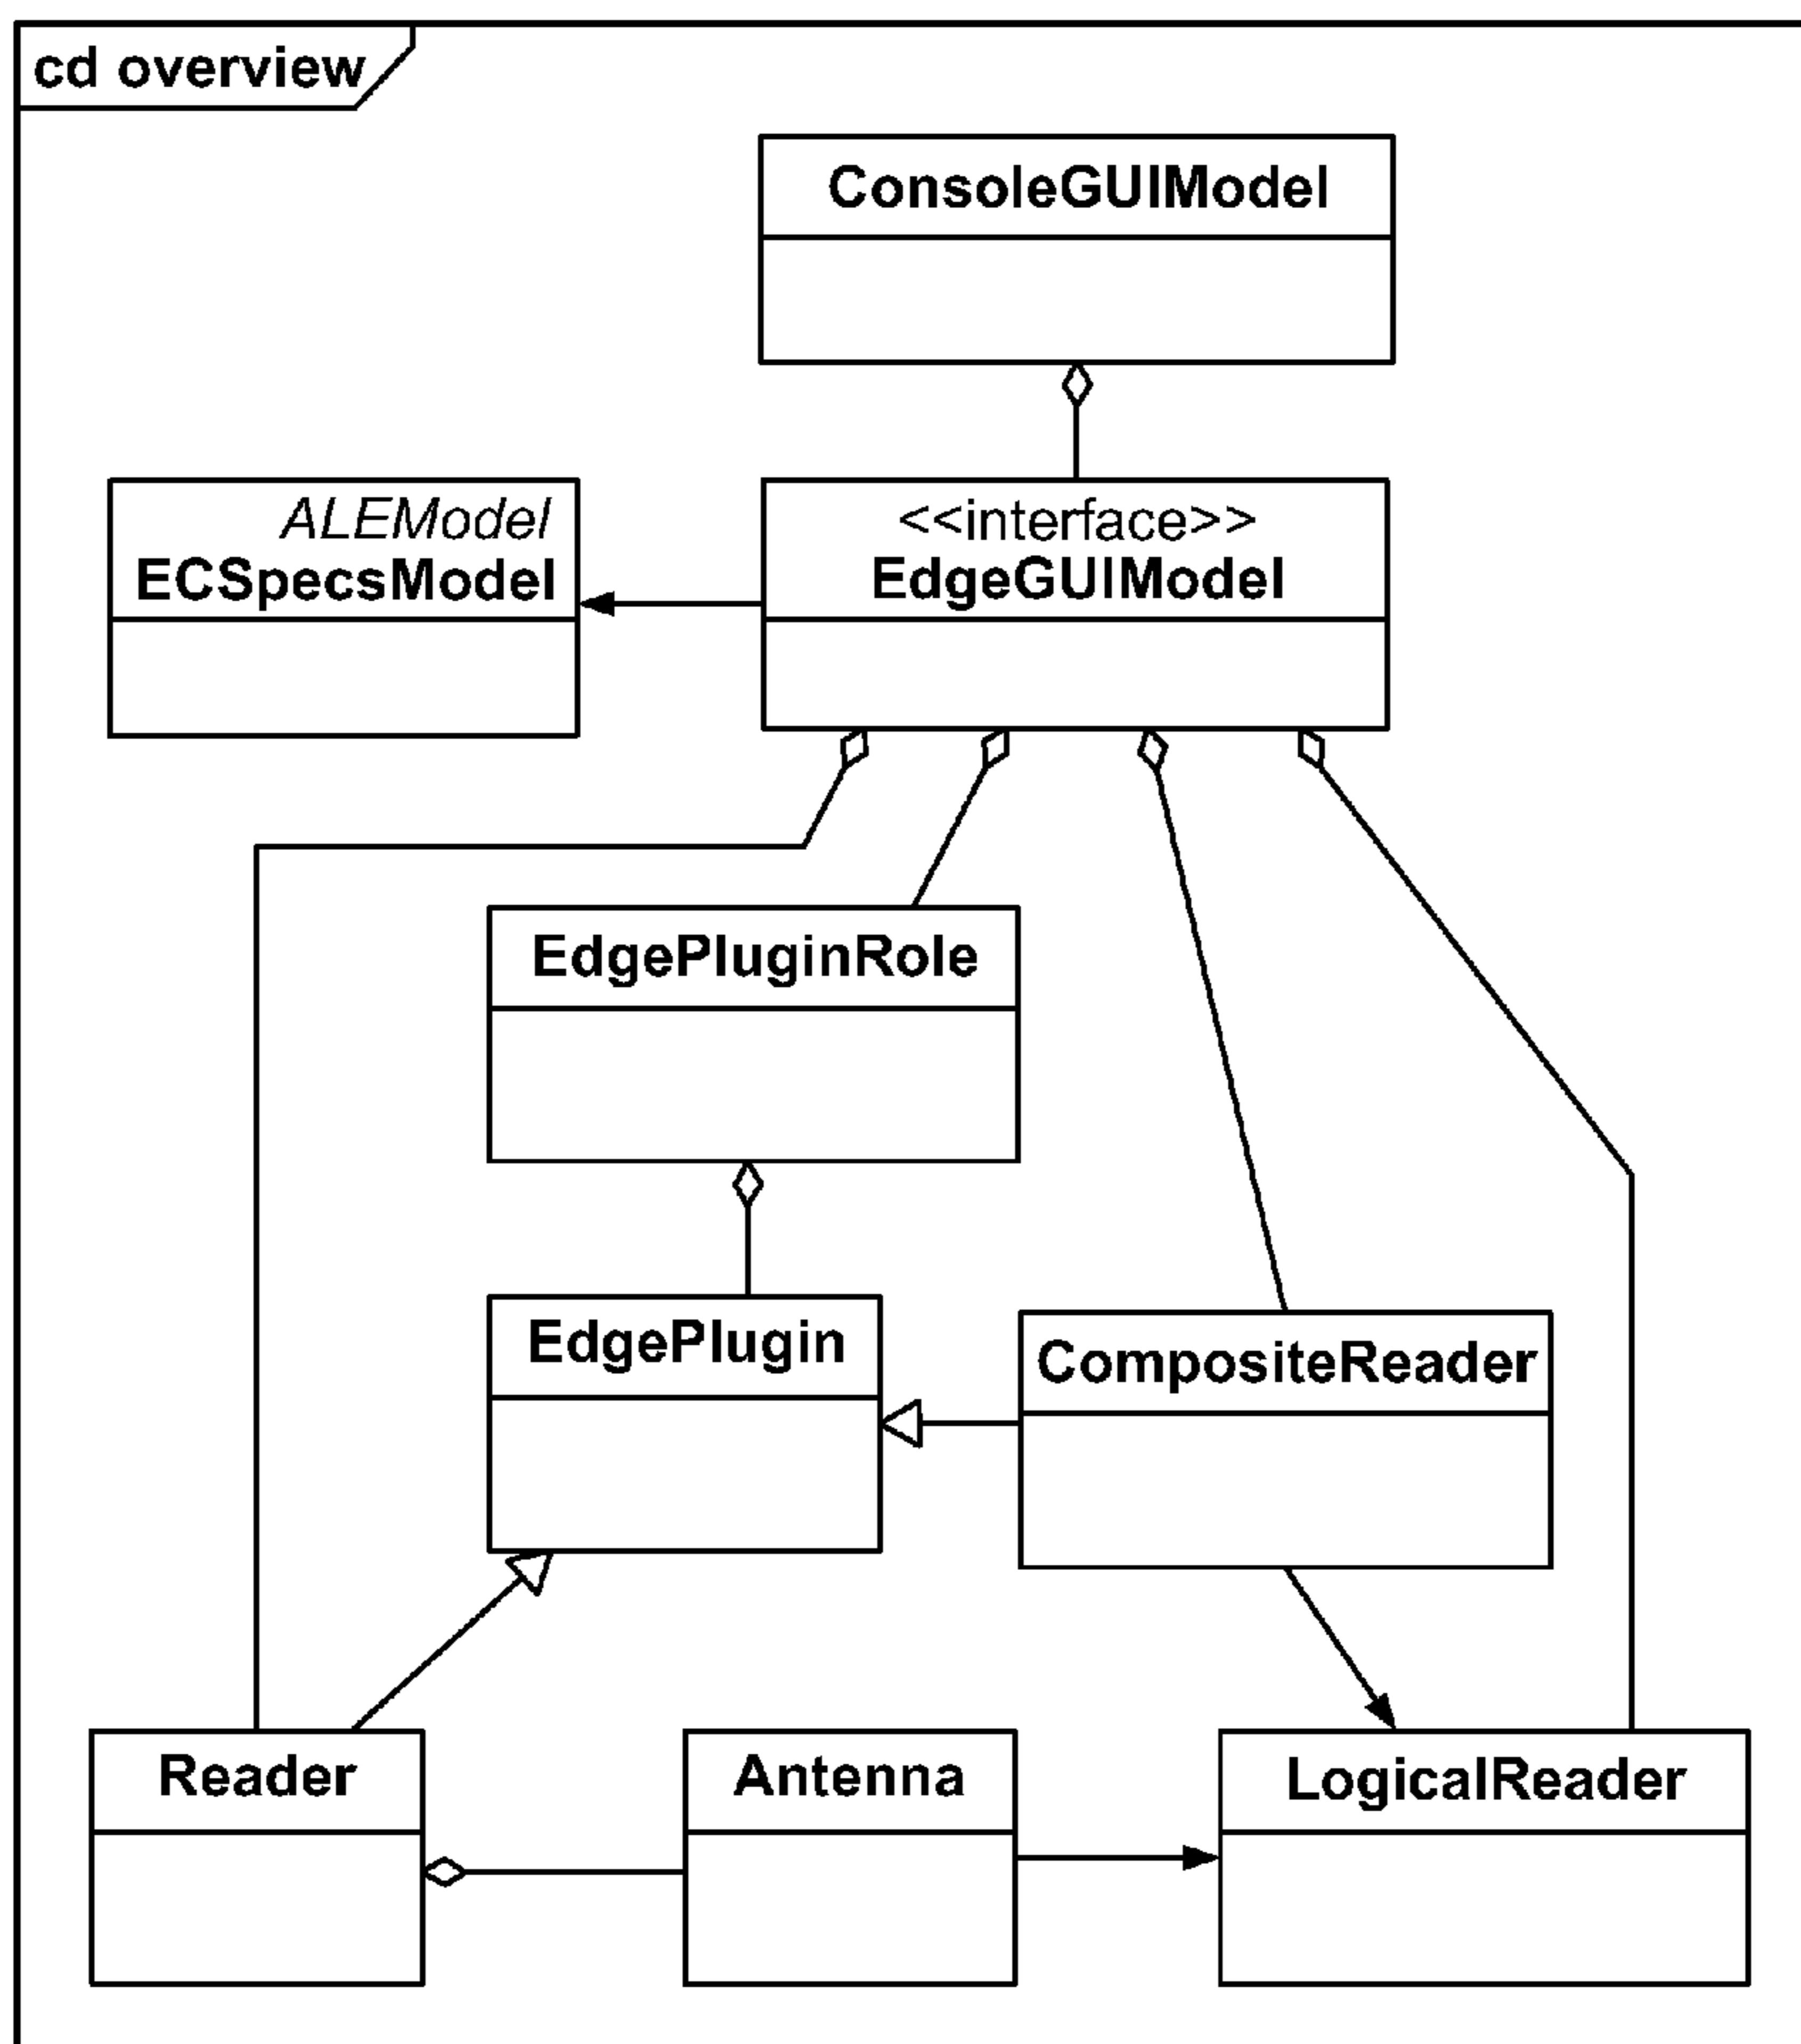 cd overview
ConsoleGUIModel
ALEModel
ECSpecsModel
<<interface>>
EdgeGUIModel
EdgePluginRole
EdgePlugin
CompositeReader
Reader
Antenna
LogicalReader